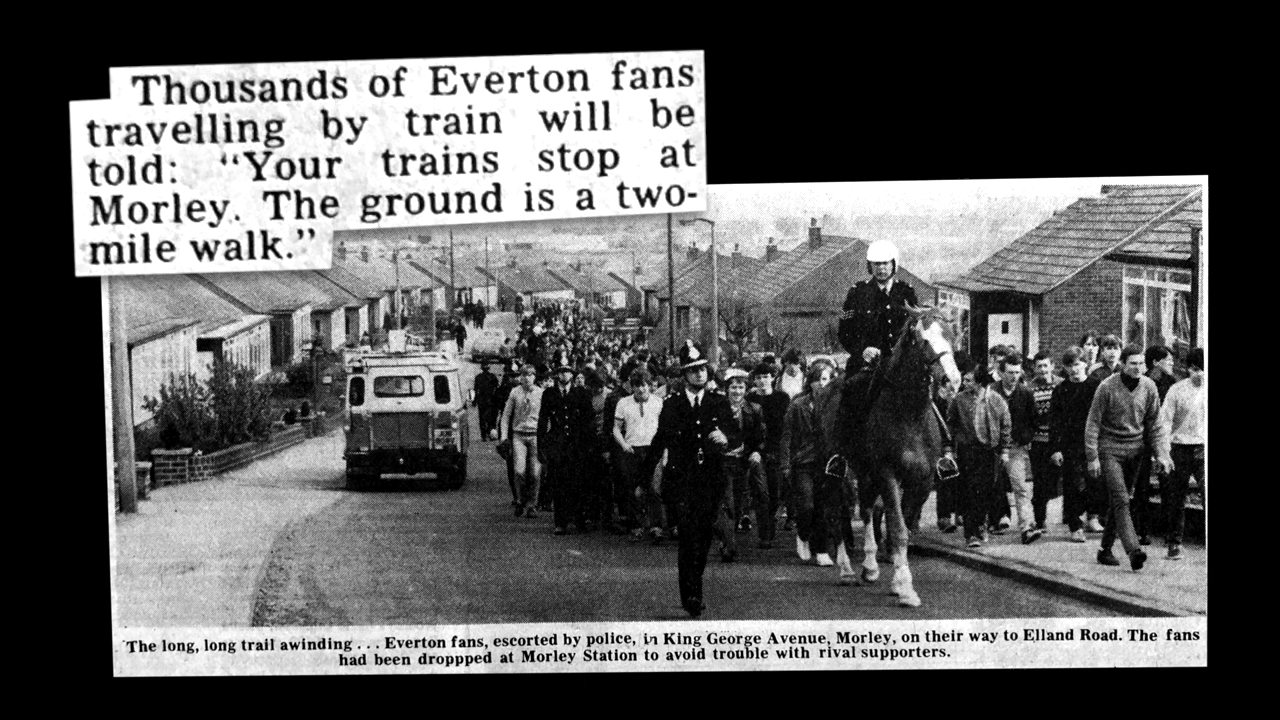 Thousands of Everton fans
travelling by train will be
told: “Your trains stop at
Morley. The ground is a two-
mile walk.”
The long, long trail awinding . . . Everton fans, escorted by police, in King George Avenue, Morley, on their way to Elland Road. The fans
had been droppped at Morley Station to avoid trouble with rival supporters.